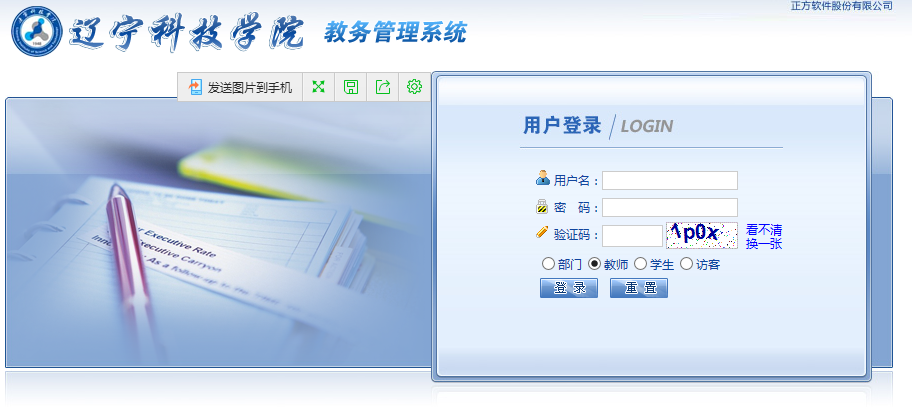 正方软件股份有限公司
辽宁科技学院 教务管理系统
发送图片到手机
用户登录 LOGIN
用户名：
密 码：
验证码： 1p0x 看不清
换一张
部门 教师 学生 访客
登 录 重 置
Executive Rate
Executive Carryon
As a follow-up to the